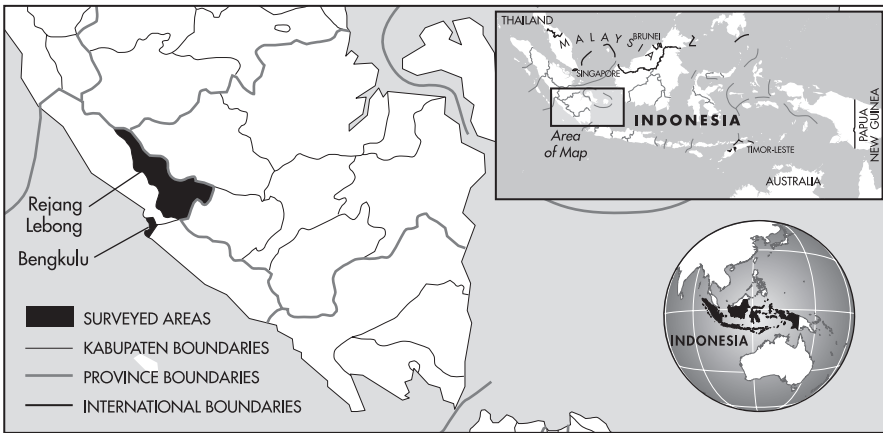 Rejang
Lebong
Bengkulu
SURVEYED AREAS
KABUPATEN BOUNDARIES
PROVINCE BOUNDARIES
INTERNATIONAL BOUNDARIES
THAILAND
MALAYSIA
BRUNEI
SINGAPORE
INDONESIA
Area
of Map
TIMOR-LESTE
PAPUA
NEW GUINEA
AUSTRALIA
INDONESIA